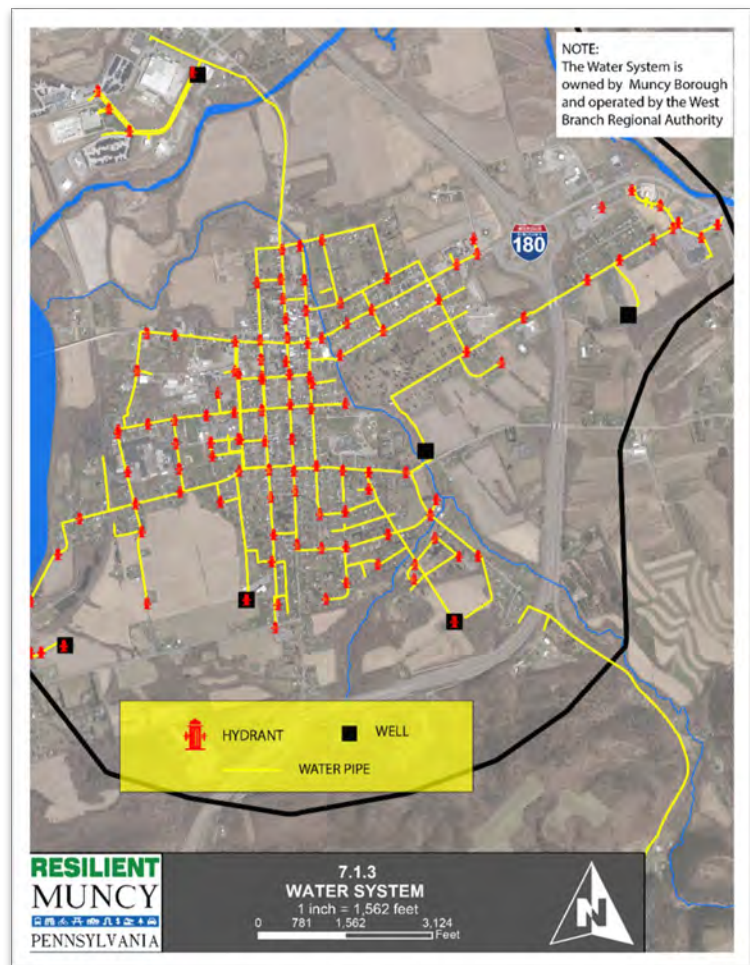 NOTE:
The Water System is
owned by Muncy Borough
and operated by the West
Branch Regional Authority
INTERSTATE
180
HYDRANT
WELL
WATER PIPE
RESILIENT
MUNCY
PENNSYLVANIA
7.1.3
WATER SYSTEM
1 inch = 1,562 feet
0 781 1,562 3,124
Feet
N